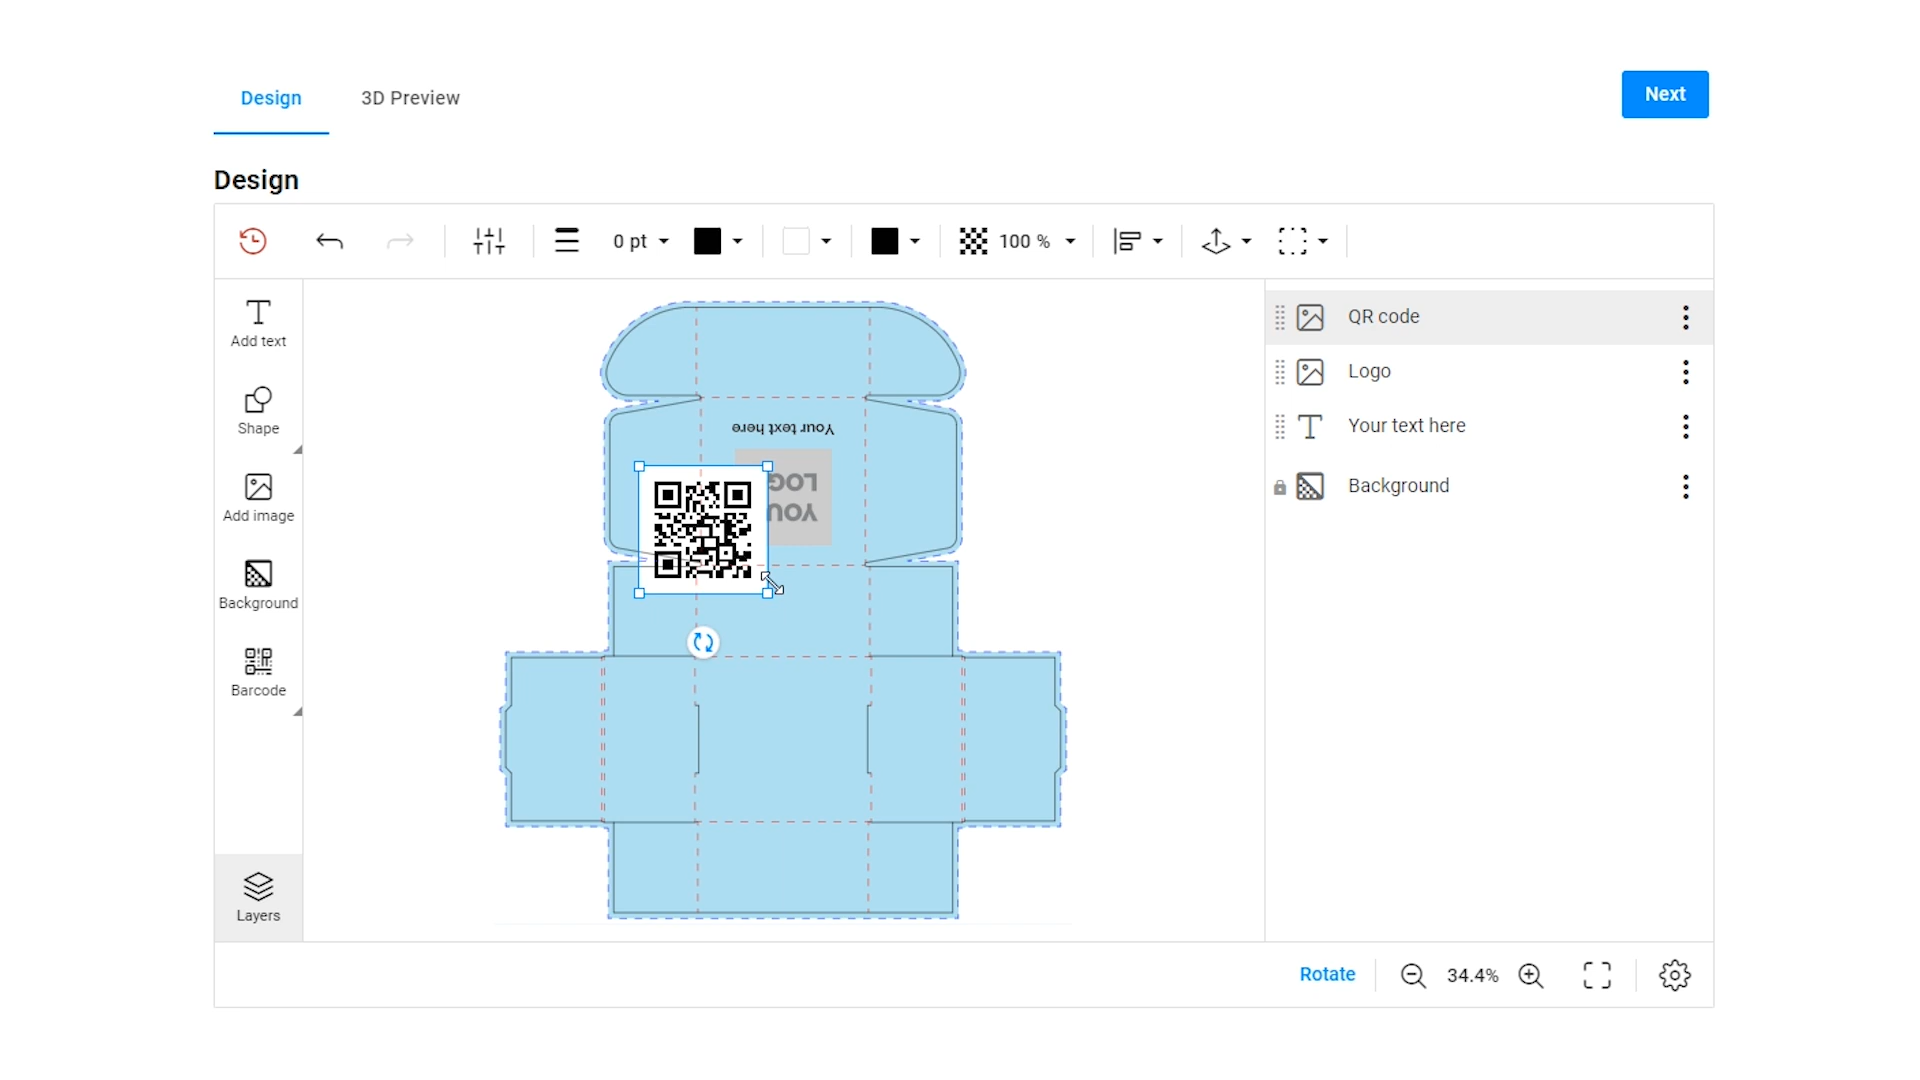 Design
3D Preview
Next
Design
0 pt
100 %
Add text
Shape
Add image
Background
Barcode
Layers
Your text here
LOGO
YOU
QR code
Logo
Your text here
Background
Rotate
34.4%